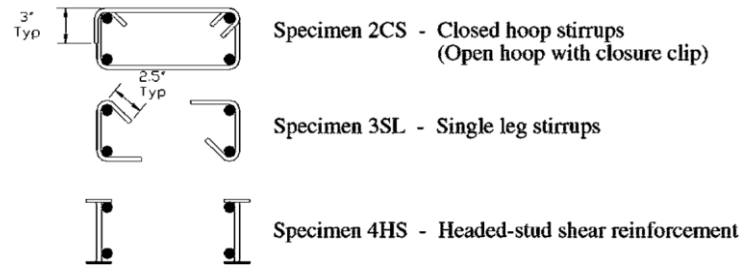 3"
Typ
Specimen 2CS - Closed hoop stirrups
(Open hoop with closure clip)
2.5"
Typ
Specimen 3SL - Single leg stirrups
Specimen 4HS - Headed-stud shear reinforcement